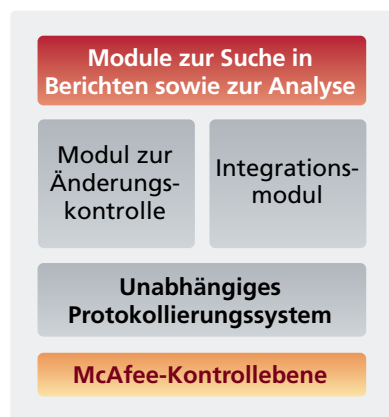 Module zur Suche in
Berichten sowie zur Analyse
Modul zur
Änderungs-
kontrolle
Integrations-
modul
Unabhängiges
Protokollierungssystem
McAfee-Kontrollebene